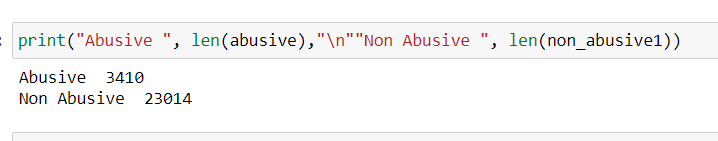 print("Abusive ", len(abusive),"\n""Non Abusive ", len(non_abusive1))
Abusive  3410
Non Abusive  23014